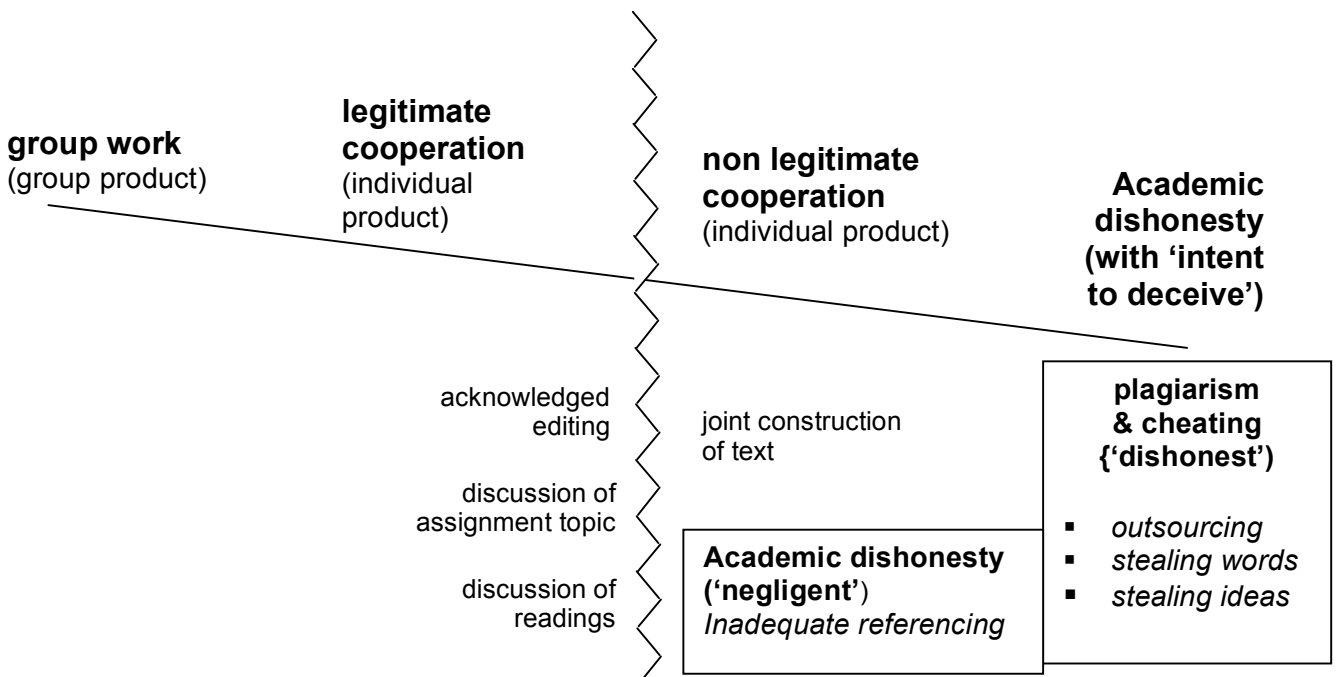 group work
(group product)
legitimate
cooperation
(individual
product)
non legitimate
cooperation
(individual product)
Academic
dishonesty
(with ‘intent
to deceive’)
acknowledged
editing
discussion of
assignment topic
discussion of
readings
joint construction
of text
Academic dishonesty
(‘negligent’)
Inadequate referencing
plagiarism
& cheating
{‘dishonest’)
▪ outsourcing
▪ stealing words
▪ stealing ideas